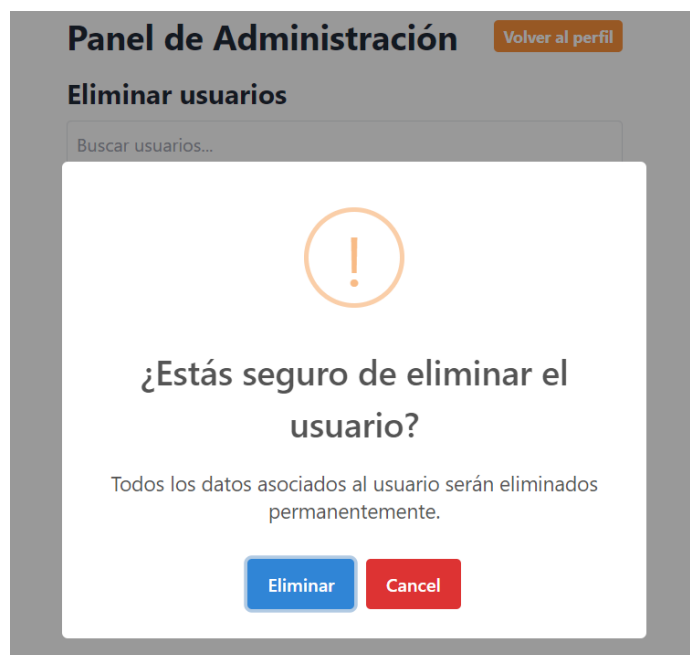 Panel de Administración
Volver al perfil
Eliminar usuarios
Buscar usuarios...
!
¿Estás seguro de eliminar el
usuario?
Todos los datos asociados al usuario serán eliminados
permanentemente.
Eliminar
Cancel